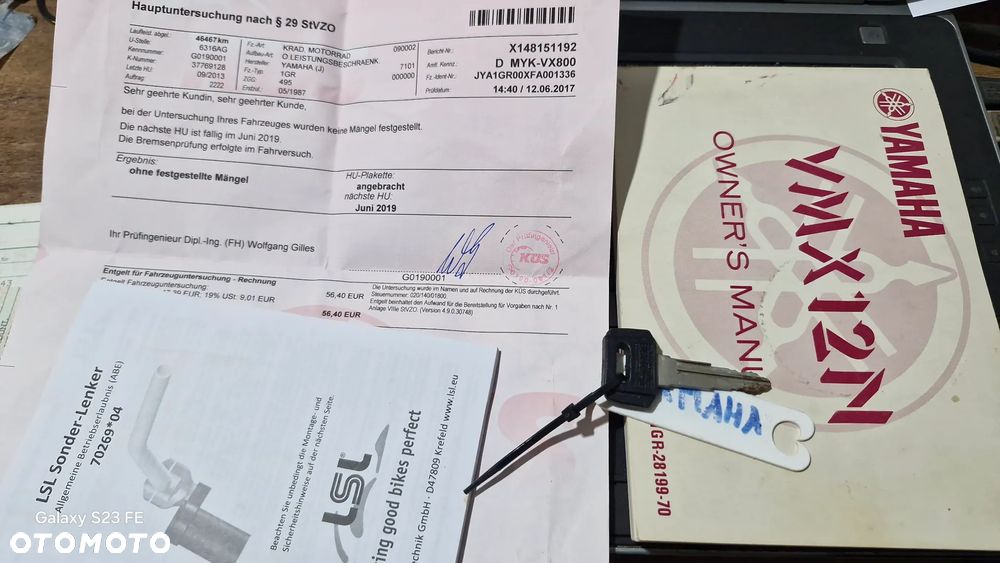 Hauptuntersuchung nach § 29 StVZO
Laufleist. abgel.: 46467km
U-Stelle: 6316AG
Kennnummer: G0190001
K-Nummer: 37769128
Letzte HU: 09/2013
Auftrag: 2222
Fz.-Art: KRAD, MOTORRAD 090002
Aufbau-Art: O.LEISTUNGSBESCHRAENK.
Hersteller: YAMAHA (J) 7101
Fz.-Typ: 1GR
ZGG: 495 000000
Erstzul.: 05/1987
Bericht-Nr.: X148151192
Amtl. Kennz.: D MYK-VX800
Fz.-Ident-Nr.: JYA1GR00XFA001336
Prüfdatum: 14:40 / 12.06.2017
Sehr geehrte Kundin, sehr geehrter Kunde,
bei der Untersuchung Ihres Fahrzeuges wurden keine Mängel festgestellt.
Die nächste HU ist fällig im Juni 2019.
Die Bremsenprüfung erfolgte im Fahrversuch.
Ergebnis:
ohne festgestellte Mängel
HU-Plakette:
angebracht
nächste HU:
Juni 2019
Ihr Prüfingenieur Dipl.-Ing. (FH) Wolfgang Gilles
KÜS
G0190001
Entgelt für Fahrzeuguntersuchung - Rechnung
EUR, 19% USt: 9,01 EUR
56,40 EUR
56,40 EUR
Die Untersuchung wurde im Namen und auf Rechnung der KÜS durchgeführt.
Steuernummer: 020/140/01800
Entgelt beinhaltet den Aufwand für die Bereitstellung für Vorgaben nach Nr. 1
Anlage VIIIe StVZO. (Version 4.9.0.30748)
LSL Sonder-Lenker
Allgemeine Betriebserlaubnis (ABE)
70269*04
Beachten Sie unbedingt die Montage- und
Sicherheitshinweise auf der nächsten Seite.
LSL
ing good bikes perfect
echnik GmbH · D47809 Krefeld www.lsl.eu
YAMAHA
VMX12N
OWNER'S MANU
1GR-28199-70
AMAHA
Galaxy S23 FE
OTOMOTO